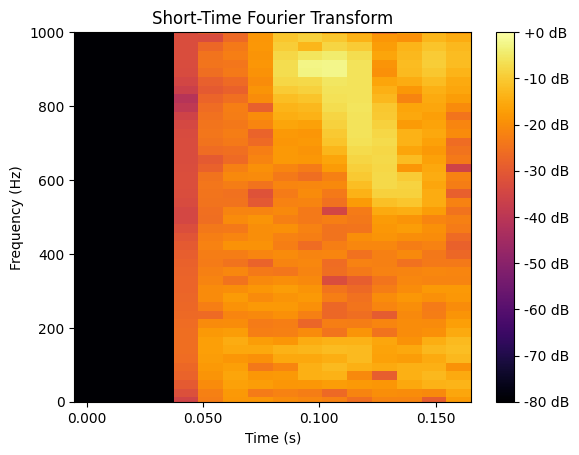 Short-Time Fourier Transform
1000
800
600
400
200
0
Frequency (Hz)
0.000
0.050
0.100
0.150
Time (s)
+0 dB
-10 dB
-20 dB
-30 dB
-40 dB
-50 dB
-60 dB
-70 dB
-80 dB